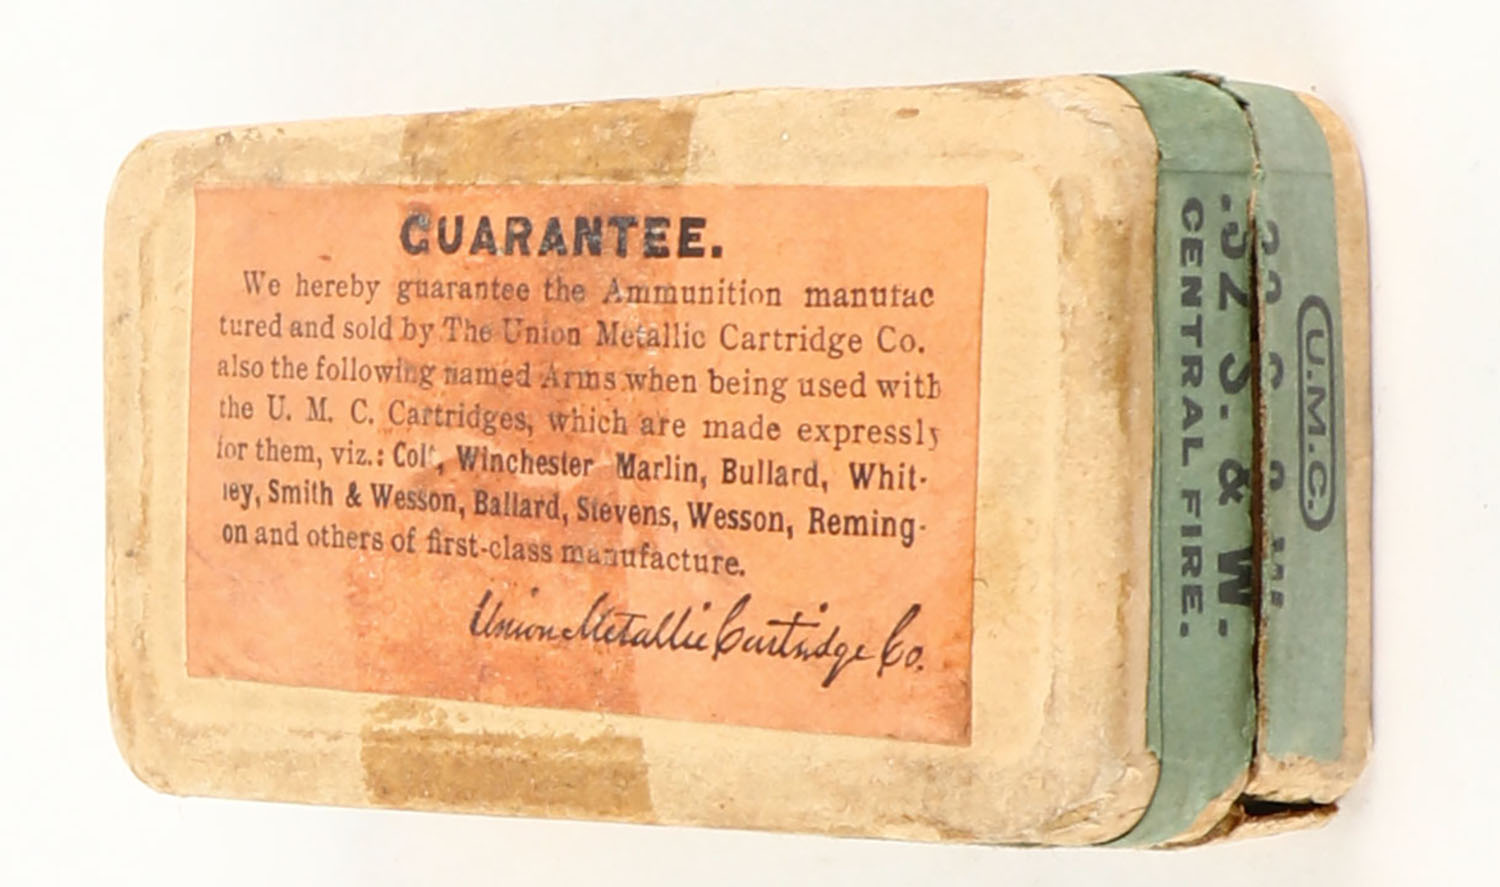 GUARANTEE.
We hereby guarantee the Ammunition manufac
tured and sold by The Union Metallic Cartridge Co.
also the following named Arms when being used with
the U. M. C. Cartridges, which are made expressly
for them, viz.: Colt, Winchester Marlin, Bullard, Whit-
ley, Smith & Wesson, Ballard, Stevens, Wesson, Reming-
on and others of first-class manufacture.
Union Metallic Cartridge Co.
U.M.C.
.32 S. & W.
CENTRAL FIRE.